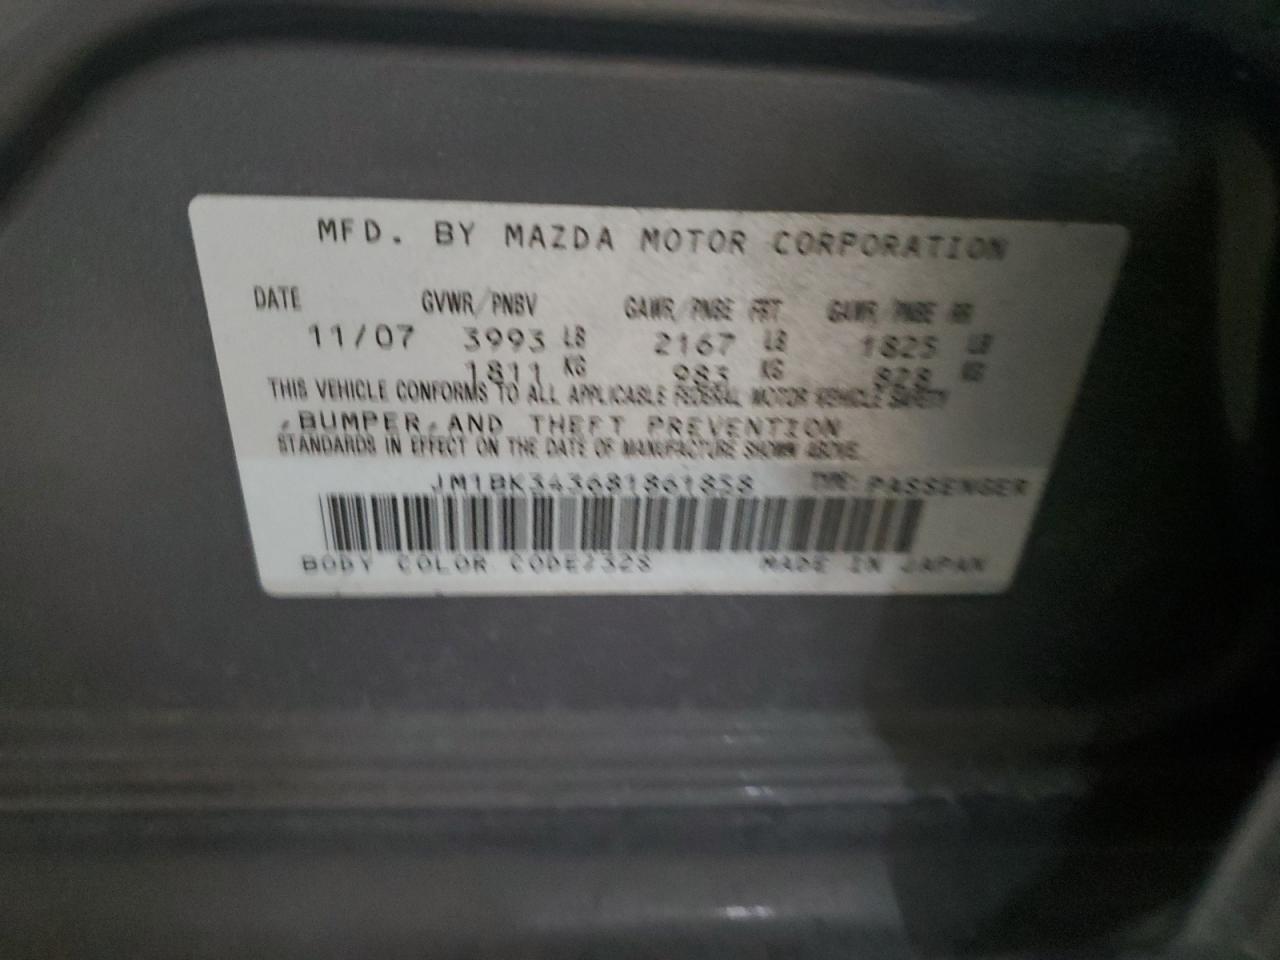 MFD. BY MAZDA MOTOR CORPORATION
DATE GVWR/PNBV GAWR/PNBE FRT GAWR/PNBE RR
11/07 3993 LB 2167 LB 1825 LB
1811 KG 983 KG 828 KG
THIS VEHICLE CONFORMS TO ALL APPLICABLE FEDERAL MOTOR VEHICLE SAFETY
,BUMPER,AND THEFT PREVENTION
STANDARDS IN EFFECT ON THE DATE OF MANUFACTURE SHOWN ABOVE.
JM1BK343681861858 TYPE: PASSENGER
BODY COLOR CODE/32S MADE IN JAPAN